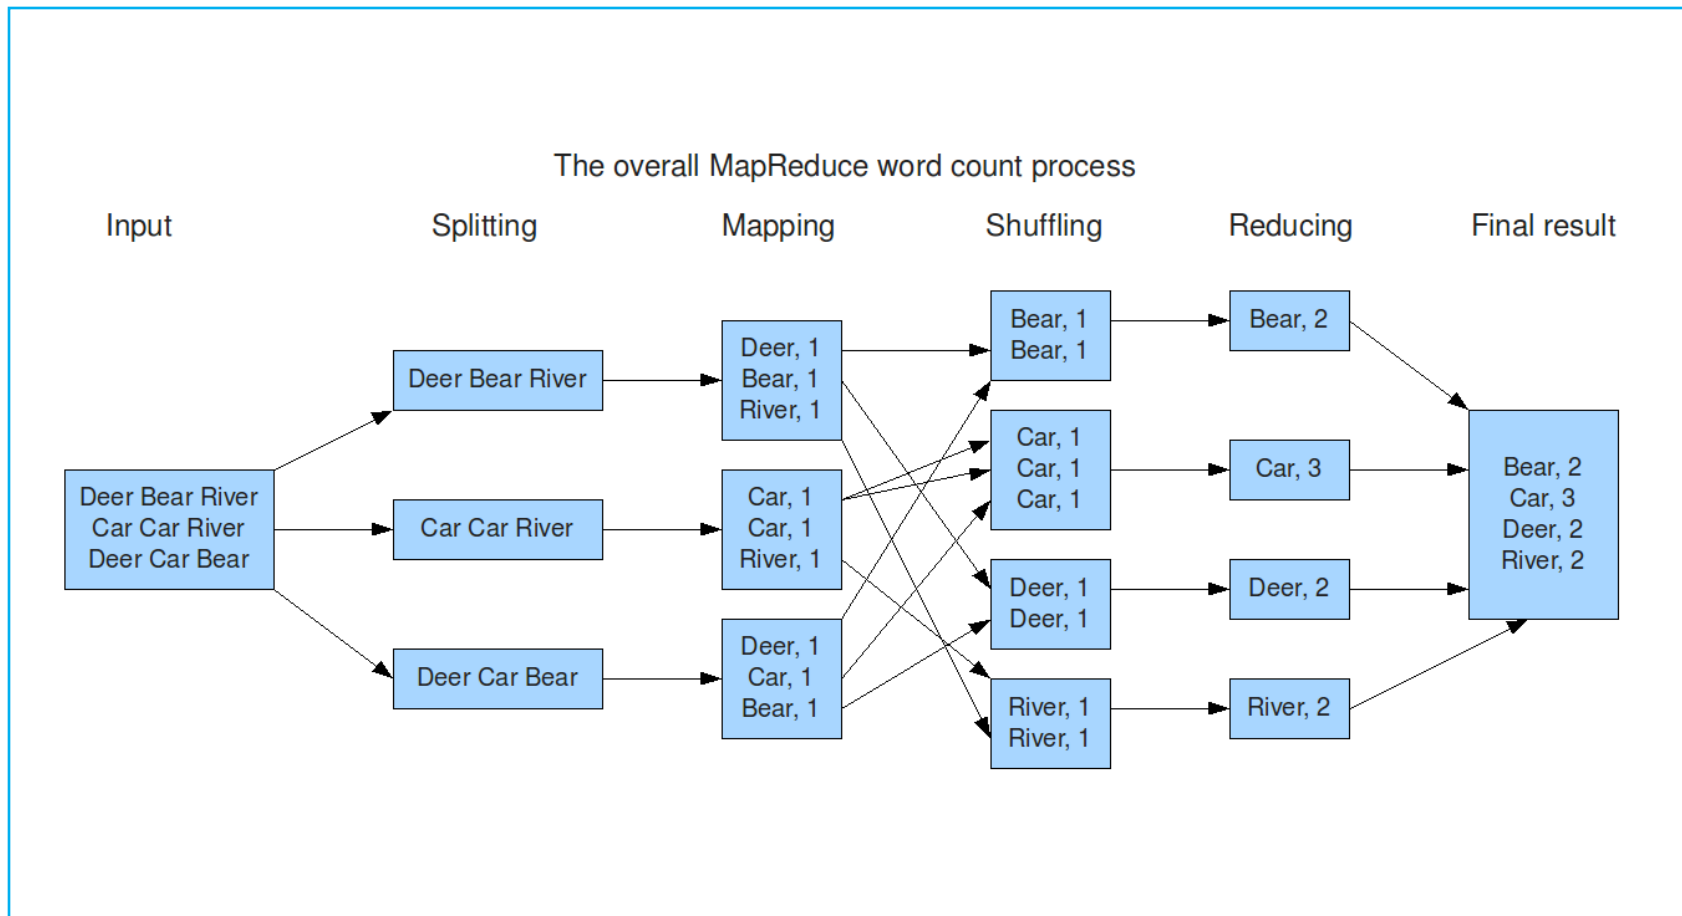 The overall MapReduce word count process
Input
Splitting
Mapping
Shuffling
Reducing
Final result
Deer Bear River
Car Car River
Deer Car Bear
Deer Bear River
Car Car River
Deer Car Bear
Deer, 1
Bear, 1
River, 1
Car, 1
Car, 1
River, 1
Deer, 1
Car, 1
Bear, 1
Bear, 1
Bear, 1
Car, 1
Car, 1
Car, 1
Deer, 1
Deer, 1
River, 1
River, 1
Bear, 2
Car, 3
Deer, 2
River, 2
Bear, 2
Car, 3
Deer, 2
River, 2